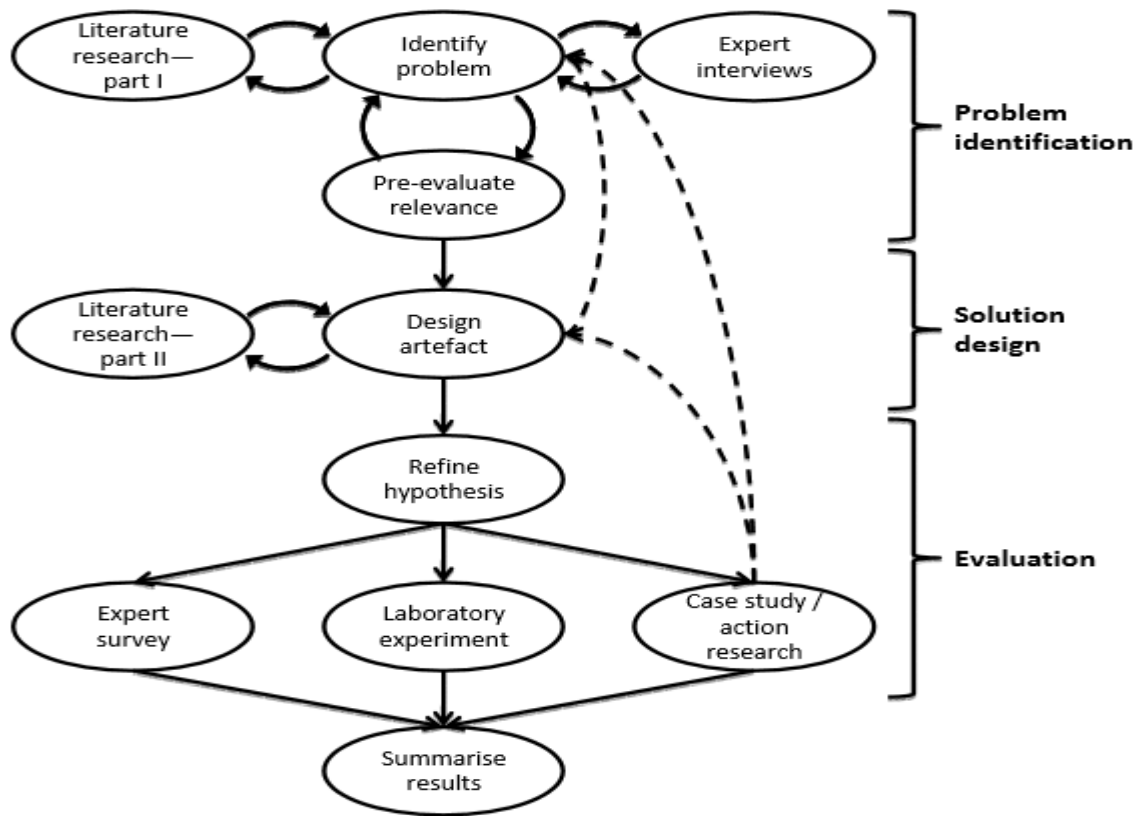 Literature
research—
part I
Identify
problem
Expert
interviews
Problem
identification
Pre-evaluate
relevance
Literature
research—
part II
Design
artefact
Solution
design
Refine
hypothesis
Evaluation
Expert
survey
Laboratory
experiment
Case study /
action
research
Summarise
results